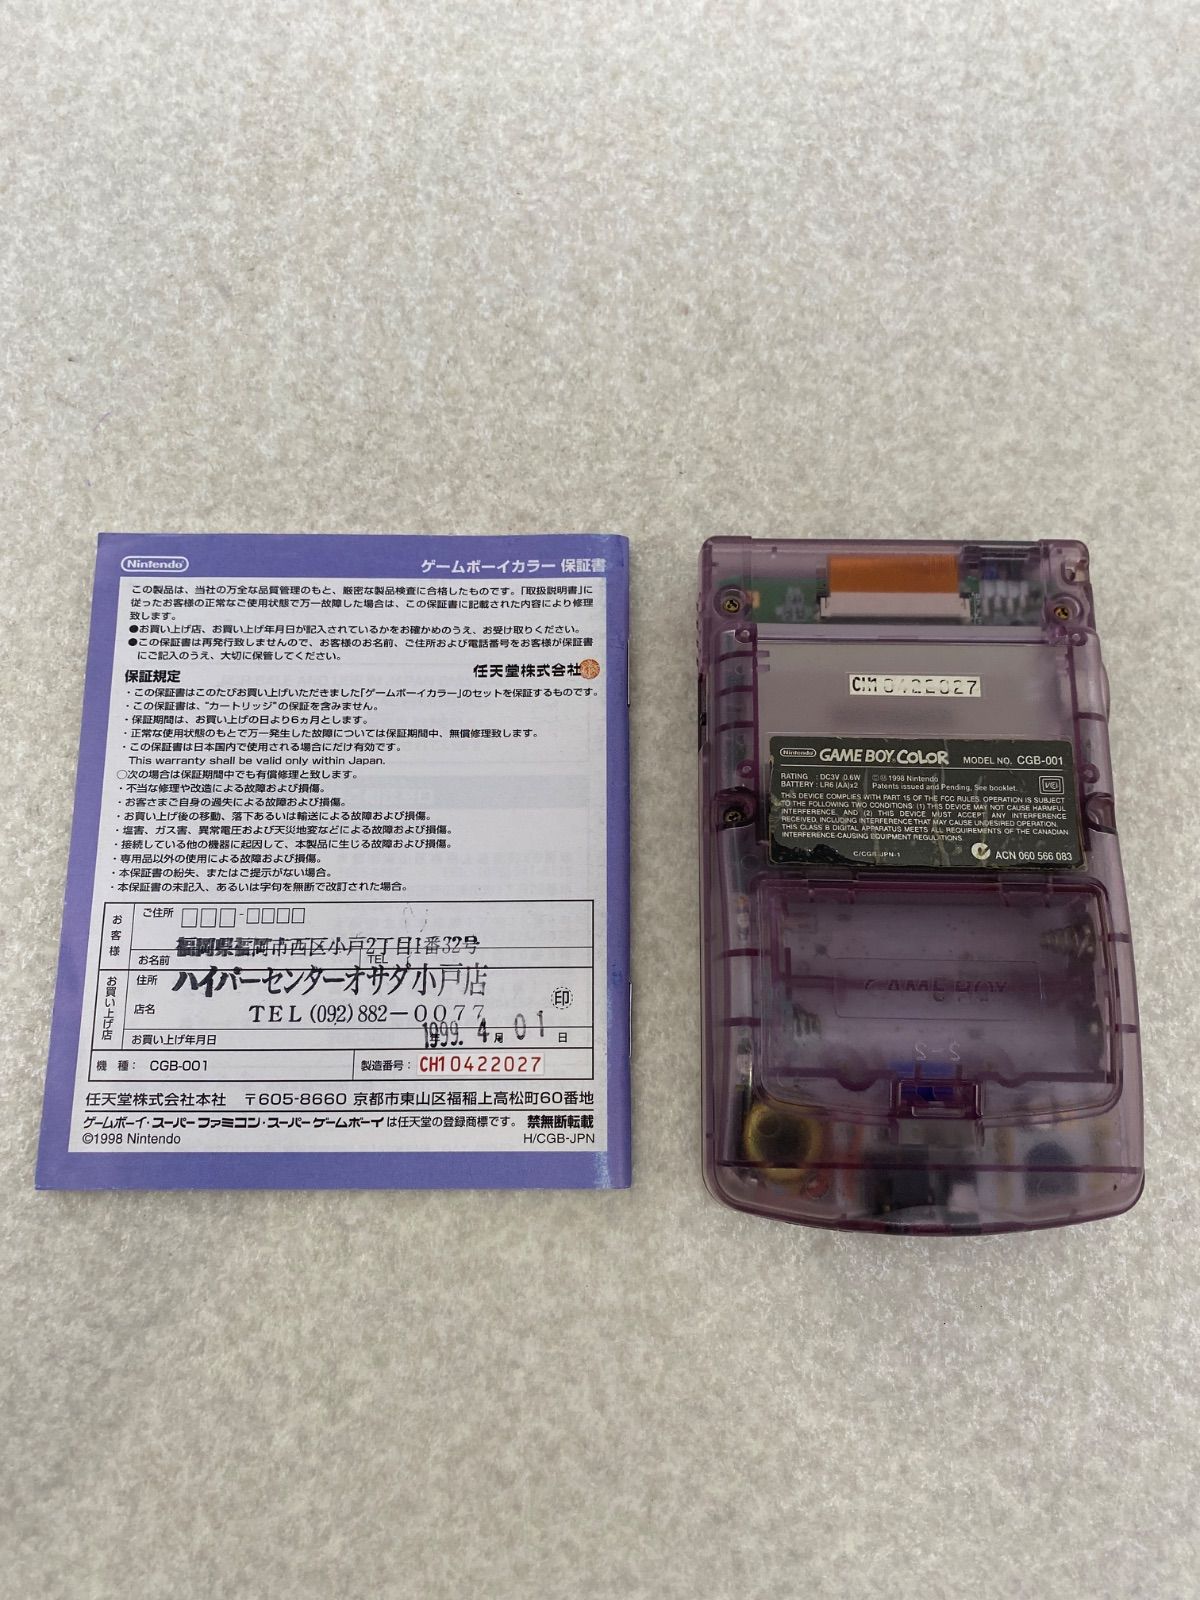 Nintendo
ゲームボーイカラー 保証書
この製品は、当社の万全な品質管理のもと、厳密な製品検査に合格したものです。「取扱説明書」に
従ったお客様の正常なご使用状態で万一故障した場合は、この保証書に記載された内容により修理
致します。
●お買い上げ店、お買い上げ年月日が記入されているかをお確かめのうえ、お受け取りください。
●この保証書は再発行致しませんので、お客様のお名前、ご住所および電話番号をお客様が保証書
にご記入のうえ、大切に保管してください。
任天堂株式会社
保証規定
・この保証書はこのたびお買い上げいただきました「ゲームボーイカラー」のセットを保証するものです。
・この保証書は、“カートリッジ”の保証を含みません。
・保証期間は、お買い上げの日より6ヵ月とします。
・正常な使用状態のもとで万一発生した故障については保証期間中、無償修理致します。
・この保証書は日本国内で使用される場合にだけ有効です。
This warranty shall be valid only within Japan.
○次の場合は保証期間中でも有償修理と致します。
・不当な修理や改造による故障および損傷。
・お客さまご自身の過失による故障および損傷。
・お買い上げ後の移動、落下あるいは輸送による故障および損傷。
・塩害、ガス害、異常電圧および天災地変などによる故障および損傷。
・接続している他の機器に起因して、本製品に生じる故障および損傷。
・専用品以外の使用による故障および損傷。
・本保証書の紛失、またはご提示がない場合。
・本保証書の未記入、あるいは字句を無断で改訂された場合。
お客様
ご住所 □□□-□□□□
福岡県福岡市西区小戸2丁目1番32号
お名前 TEL
お買い上げ店
住所 ハイパーセンターオサダ小戸店
店名 TEL (092) 882-0077 印
お買い上げ年月日 1999. 4月 01日
機 種： CGB-001 製造番号： CH10422027
任天堂株式会社本社 〒605-8660 京都市東山区福稲上高松町60番地
ゲームボーイ・スーパーファミコン・スーパーゲームボーイは任天堂の登録商標です。 禁無断転載
©1998 Nintendo H/CGB-JPN
CH10422027
Nintendo GAME BOY COLOR MODEL NO. CGB-001
RATING : DC3V 0.6W
BATTERY : LR6 (AA)x2
1998 Nintendo
Patents issued and Pending, See booklet.
THIS DEVICE COMPLIES WITH PART 15 OF THE FCC RULES. OPERATION IS SUBJECT
TO THE FOLLOWING TWO CONDITIONS: (1) THIS DEVICE MAY NOT CAUSE HARMFUL
INTERFERENCE, AND (2) THIS DEVICE MUST ACCEPT ANY INTERFERENCE
RECEIVED, INCLUDING INTERFERENCE THAT MAY CAUSE UNDESIRED OPERATION.
THIS CLASS B DIGITAL APPARATUS MEETS ALL REQUIREMENTS OF THE CANADIAN
INTERFERENCE-CAUSING EQUIPMENT REGULATIONS.
C/CGB-JPN-1 ACN 060 566 083
GAME BOY